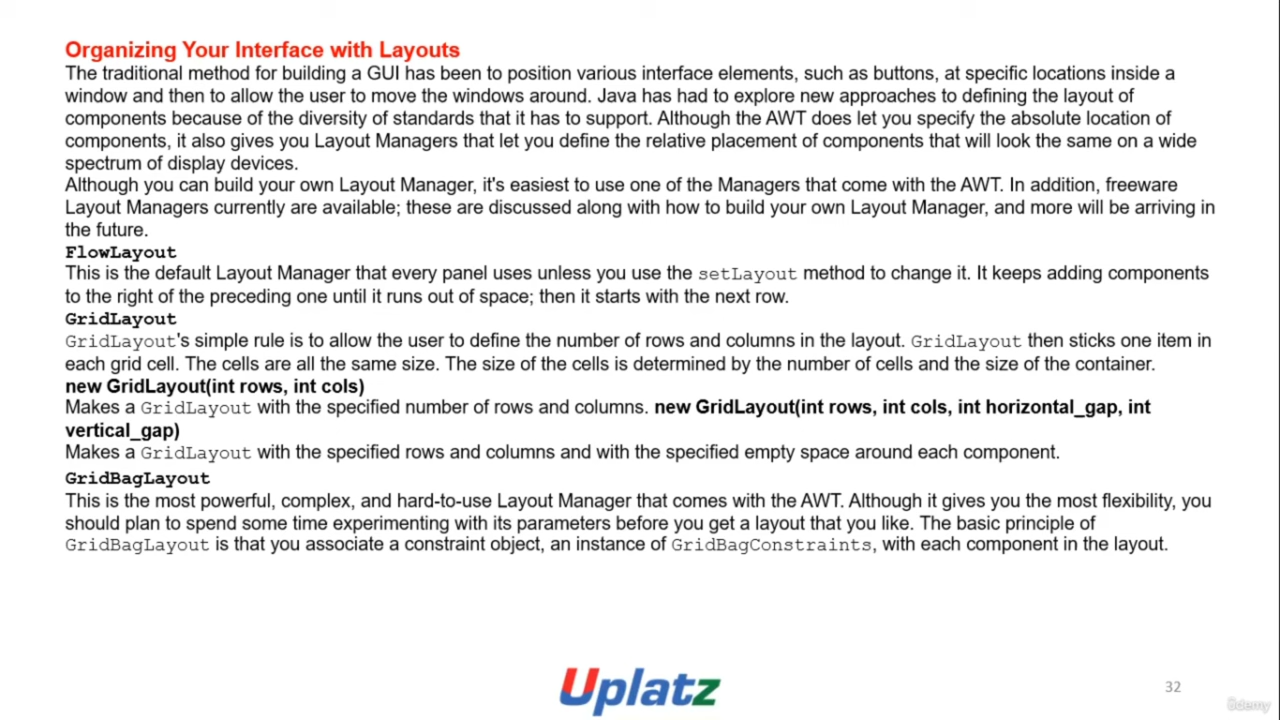 Organizing Your Interface with Layouts
The traditional method for building a GUI has been to position various interface elements, such as buttons, at specific locations inside a
window and then to allow the user to move the windows around. Java has had to explore new approaches to defining the layout of
components because of the diversity of standards that it has to support. Although the AWT does let you specify the absolute location of
components, it also gives you Layout Managers that let you define the relative placement of components that will look the same on a wide
spectrum of display devices.
Although you can build your own Layout Manager, it's easiest to use one of the Managers that come with the AWT. In addition, freeware
Layout Managers currently are available; these are discussed along with how to build your own Layout Manager, and more will be arriving in
the future.
FlowLayout
This is the default Layout Manager that every panel uses unless you use the setLayout method to change it. It keeps adding components
to the right of the preceding one until it runs out of space; then it starts with the next row.
GridLayout
GridLayout's simple rule is to allow the user to define the number of rows and columns in the layout. GridLayout then sticks one item in
each grid cell. The cells are all the same size. The size of the cells is determined by the number of cells and the size of the container.
new GridLayout(int rows, int cols)
Makes a GridLayout with the specified number of rows and columns. new GridLayout(int rows, int cols, int horizontal_gap, int
vertical_gap)
Makes a GridLayout with the specified rows and columns and with the specified empty space around each component.
GridBagLayout
This is the most powerful, complex, and hard-to-use Layout Manager that comes with the AWT. Although it gives you the most flexibility, you
should plan to spend some time experimenting with its parameters before you get a layout that you like. The basic principle of
GridBagLayout is that you associate a constraint object, an instance of GridBagConstraints, with each component in the layout.
Uplatz
32
ûdemy